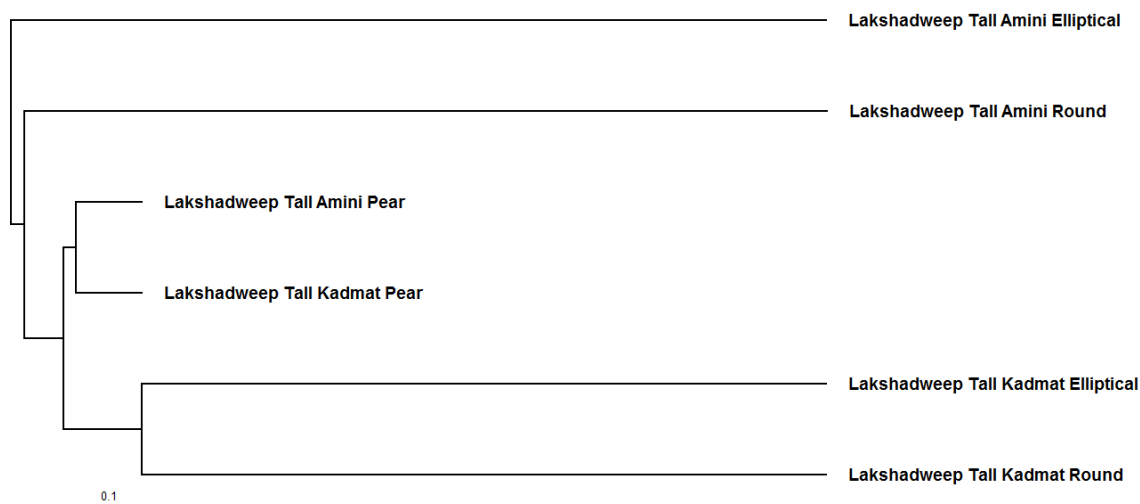 Lakshadweep Tall Amini Elliptical
Lakshadweep Tall Amini Round
Lakshadweep Tall Amini Pear
Lakshadweep Tall Kadmat Pear
Lakshadweep Tall Kadmat Elliptical
Lakshadweep Tall Kadmat Round
0.1